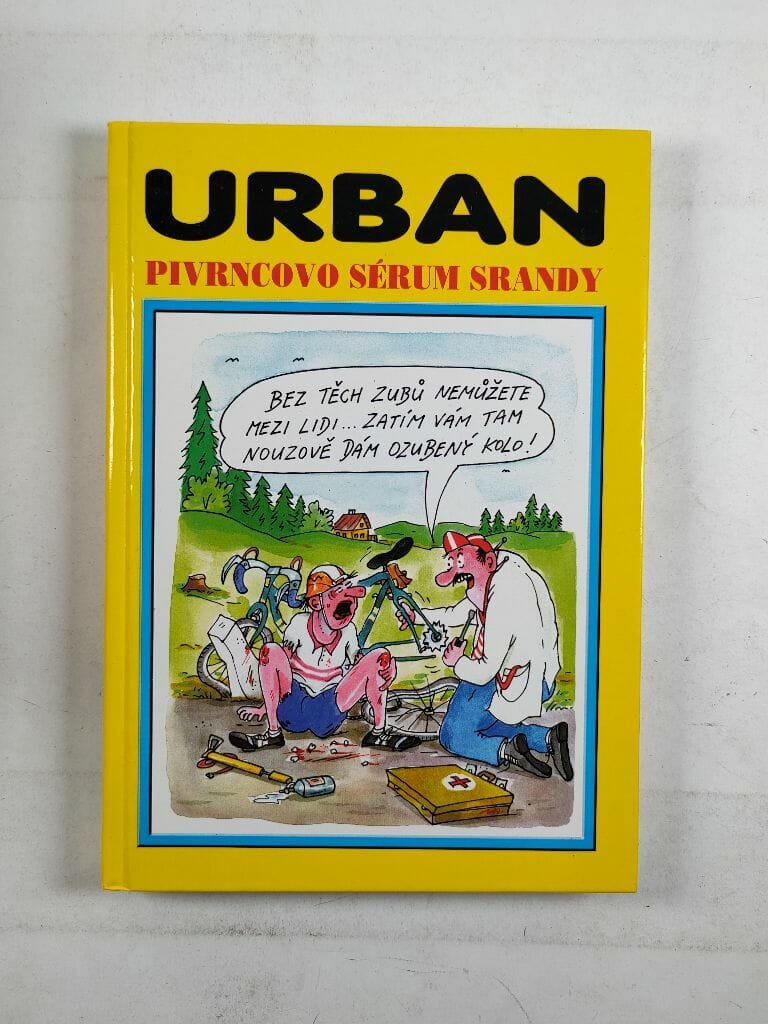 URBAN
PIVRNCOVO SÉRUM SRANDY
BEZ TĚCH ZUBŮ NEMŮŽETE
MEZI LIDI... ZATÍM VÁM TAM
NOUZOVĚ DÁM OZUBENÝ KOLO!